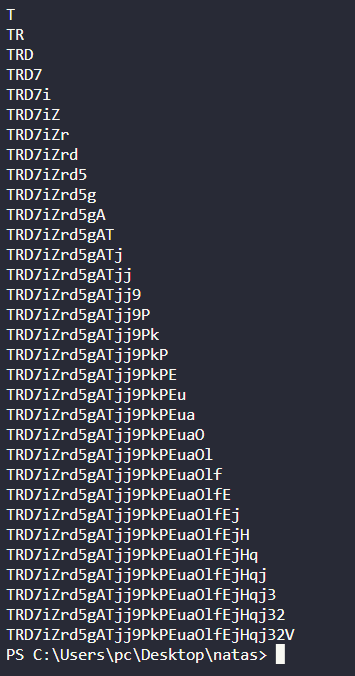 T
TR
TRD
TRD7
TRD7i
TRD7iZ
TRD7iZr
TRD7iZrd
TRD7iZrd5
TRD7iZrd5g
TRD7iZrd5gA
TRD7iZrd5gAT
TRD7iZrd5gATj
TRD7iZrd5gATjj
TRD7iZrd5gATjj9
TRD7iZrd5gATjj9P
TRD7iZrd5gATjj9Pk
TRD7iZrd5gATjj9PkP
TRD7iZrd5gATjj9PkPE
TRD7iZrd5gATjj9PkPEu
TRD7iZrd5gATjj9PkPEua
TRD7iZrd5gATjj9PkPEuaO
TRD7iZrd5gATjj9PkPEuaOl
TRD7iZrd5gATjj9PkPEuaOlf
TRD7iZrd5gATjj9PkPEuaOlfE
TRD7iZrd5gATjj9PkPEuaOlfEj
TRD7iZrd5gATjj9PkPEuaOlfEjH
TRD7iZrd5gATjj9PkPEuaOlfEjHq
TRD7iZrd5gATjj9PkPEuaOlfEjHqj
TRD7iZrd5gATjj9PkPEuaOlfEjHqj3
TRD7iZrd5gATjj9PkPEuaOlfEjHqj32
TRD7iZrd5gATjj9PkPEuaOlfEjHqj32V
PS C:\Users\pc\Desktop\natas>